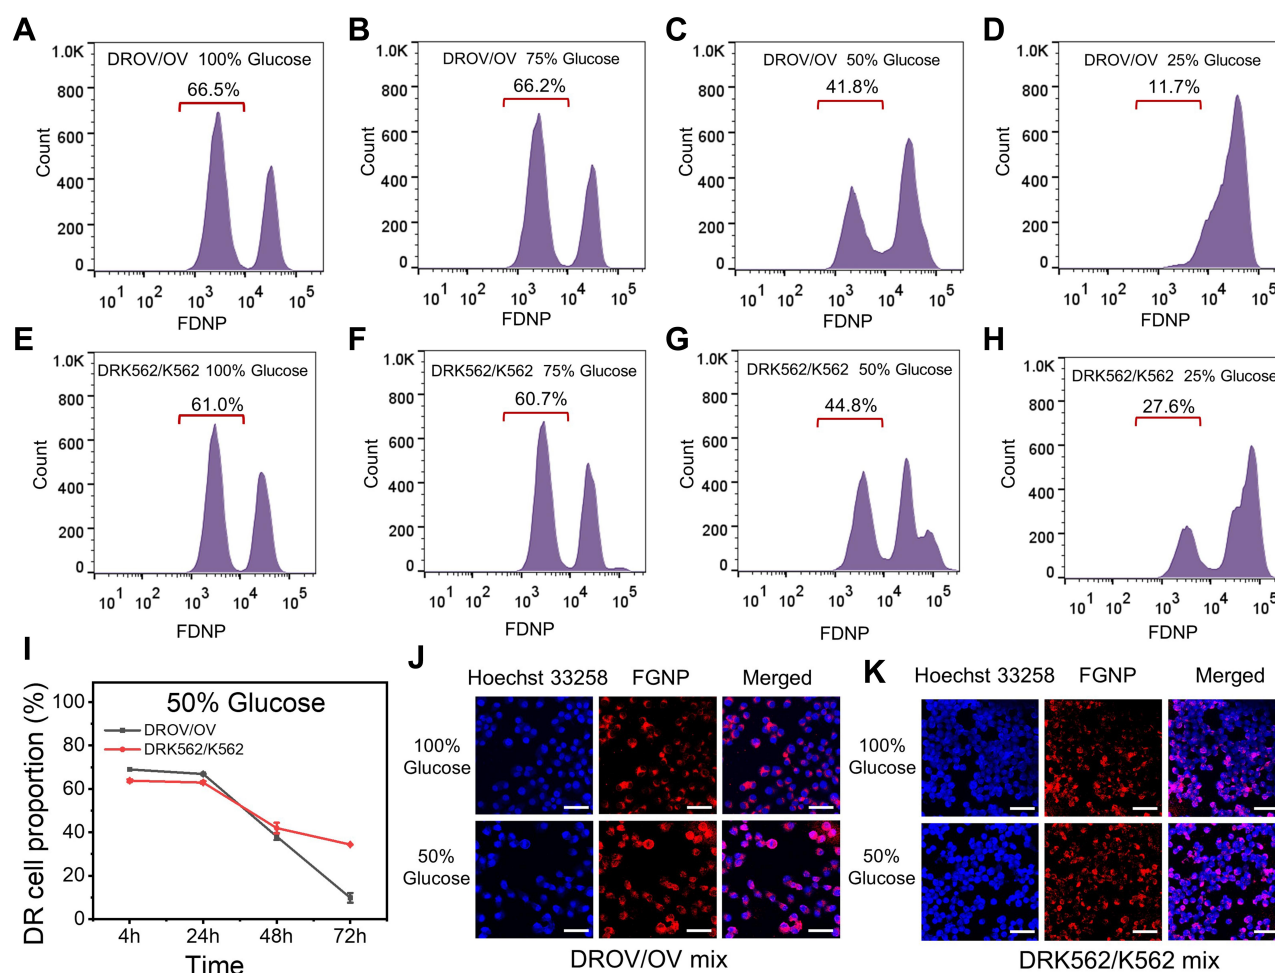 A
B
C
D
1.0K
DROV/OV 100% Glucose
66.5%
800
600
400
200
0
Count
10^1 10^2 10^3 10^4 10^5
FDNP
1.0K
DROV/OV 75% Glucose
66.2%
800
600
400
200
0
Count
10^1 10^2 10^3 10^4 10^5
FDNP
1.0K
DROV/OV 50% Glucose
41.8%
800
600
400
200
0
Count
10^1 10^2 10^3 10^4 10^5
FDNP
1.0K
DROV/OV 25% Glucose
11.7%
800
600
400
200
0
Count
10^1 10^2 10^3 10^4 10^5
FDNP
E
F
G
H
1.0K
DRK562/K562 100% Glucose
61.0%
800
600
400
200
0
Count
10^1 10^2 10^3 10^4 10^5
FDNP
1.0K
DRK562/K562 75% Glucose
60.7%
800
600
400
200
0
Count
10^1 10^2 10^3 10^4 10^5
FDNP
1.0K
DRK562/K562 50% Glucose
44.8%
800
600
400
200
0
Count
10^1 10^2 10^3 10^4 10^5
FDNP
1.0K
DRK562/K562 25% Glucose
27.6%
800
600
400
200
0
Count
10^1 10^2 10^3 10^4 10^5
FDNP
I
50% Glucose
DROV/OV
DRK562/K562
100
80
60
40
20
0
DR cell proportion (%)
4h 24h 48h 72h
Time
J
Hoechst 33258 FGNP Merged
100%
Glucose
50%
Glucose
DROV/OV mix
K
Hoechst 33258 FGNP Merged
100%
Glucose
50%
Glucose
DRK562/K562 mix